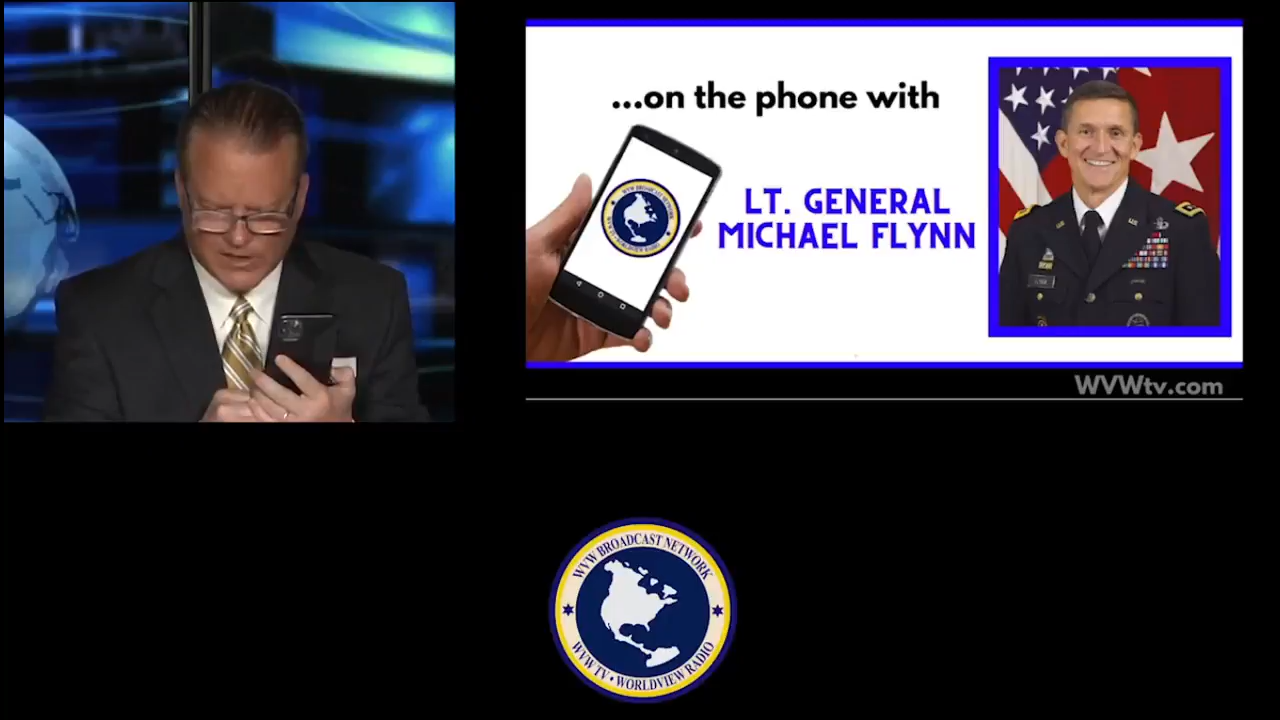 ...on the phone with
LT. GENERAL
MICHAEL FLYNN
WVWtv.com
WVW BROADCAST NETWORK
WVW TV • WORLDVIEW RADIO